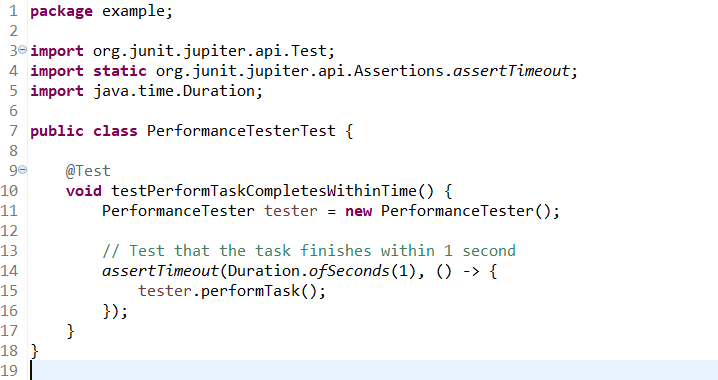 1 package example;
2
3 import org.junit.jupiter.api.Test;
4 import static org.junit.jupiter.api.Assertions.assertTimeout;
5 import java.time.Duration;
6
7 public class PerformanceTesterTest {
8
9     @Test
10     void testPerformTaskCompletesWithinTime() {
11         PerformanceTester tester = new PerformanceTester();
12
13         // Test that the task finishes within 1 second
14         assertTimeout(Duration.ofSeconds(1), () -> {
15             tester.performTask();
16         });
17     }
18 }
19